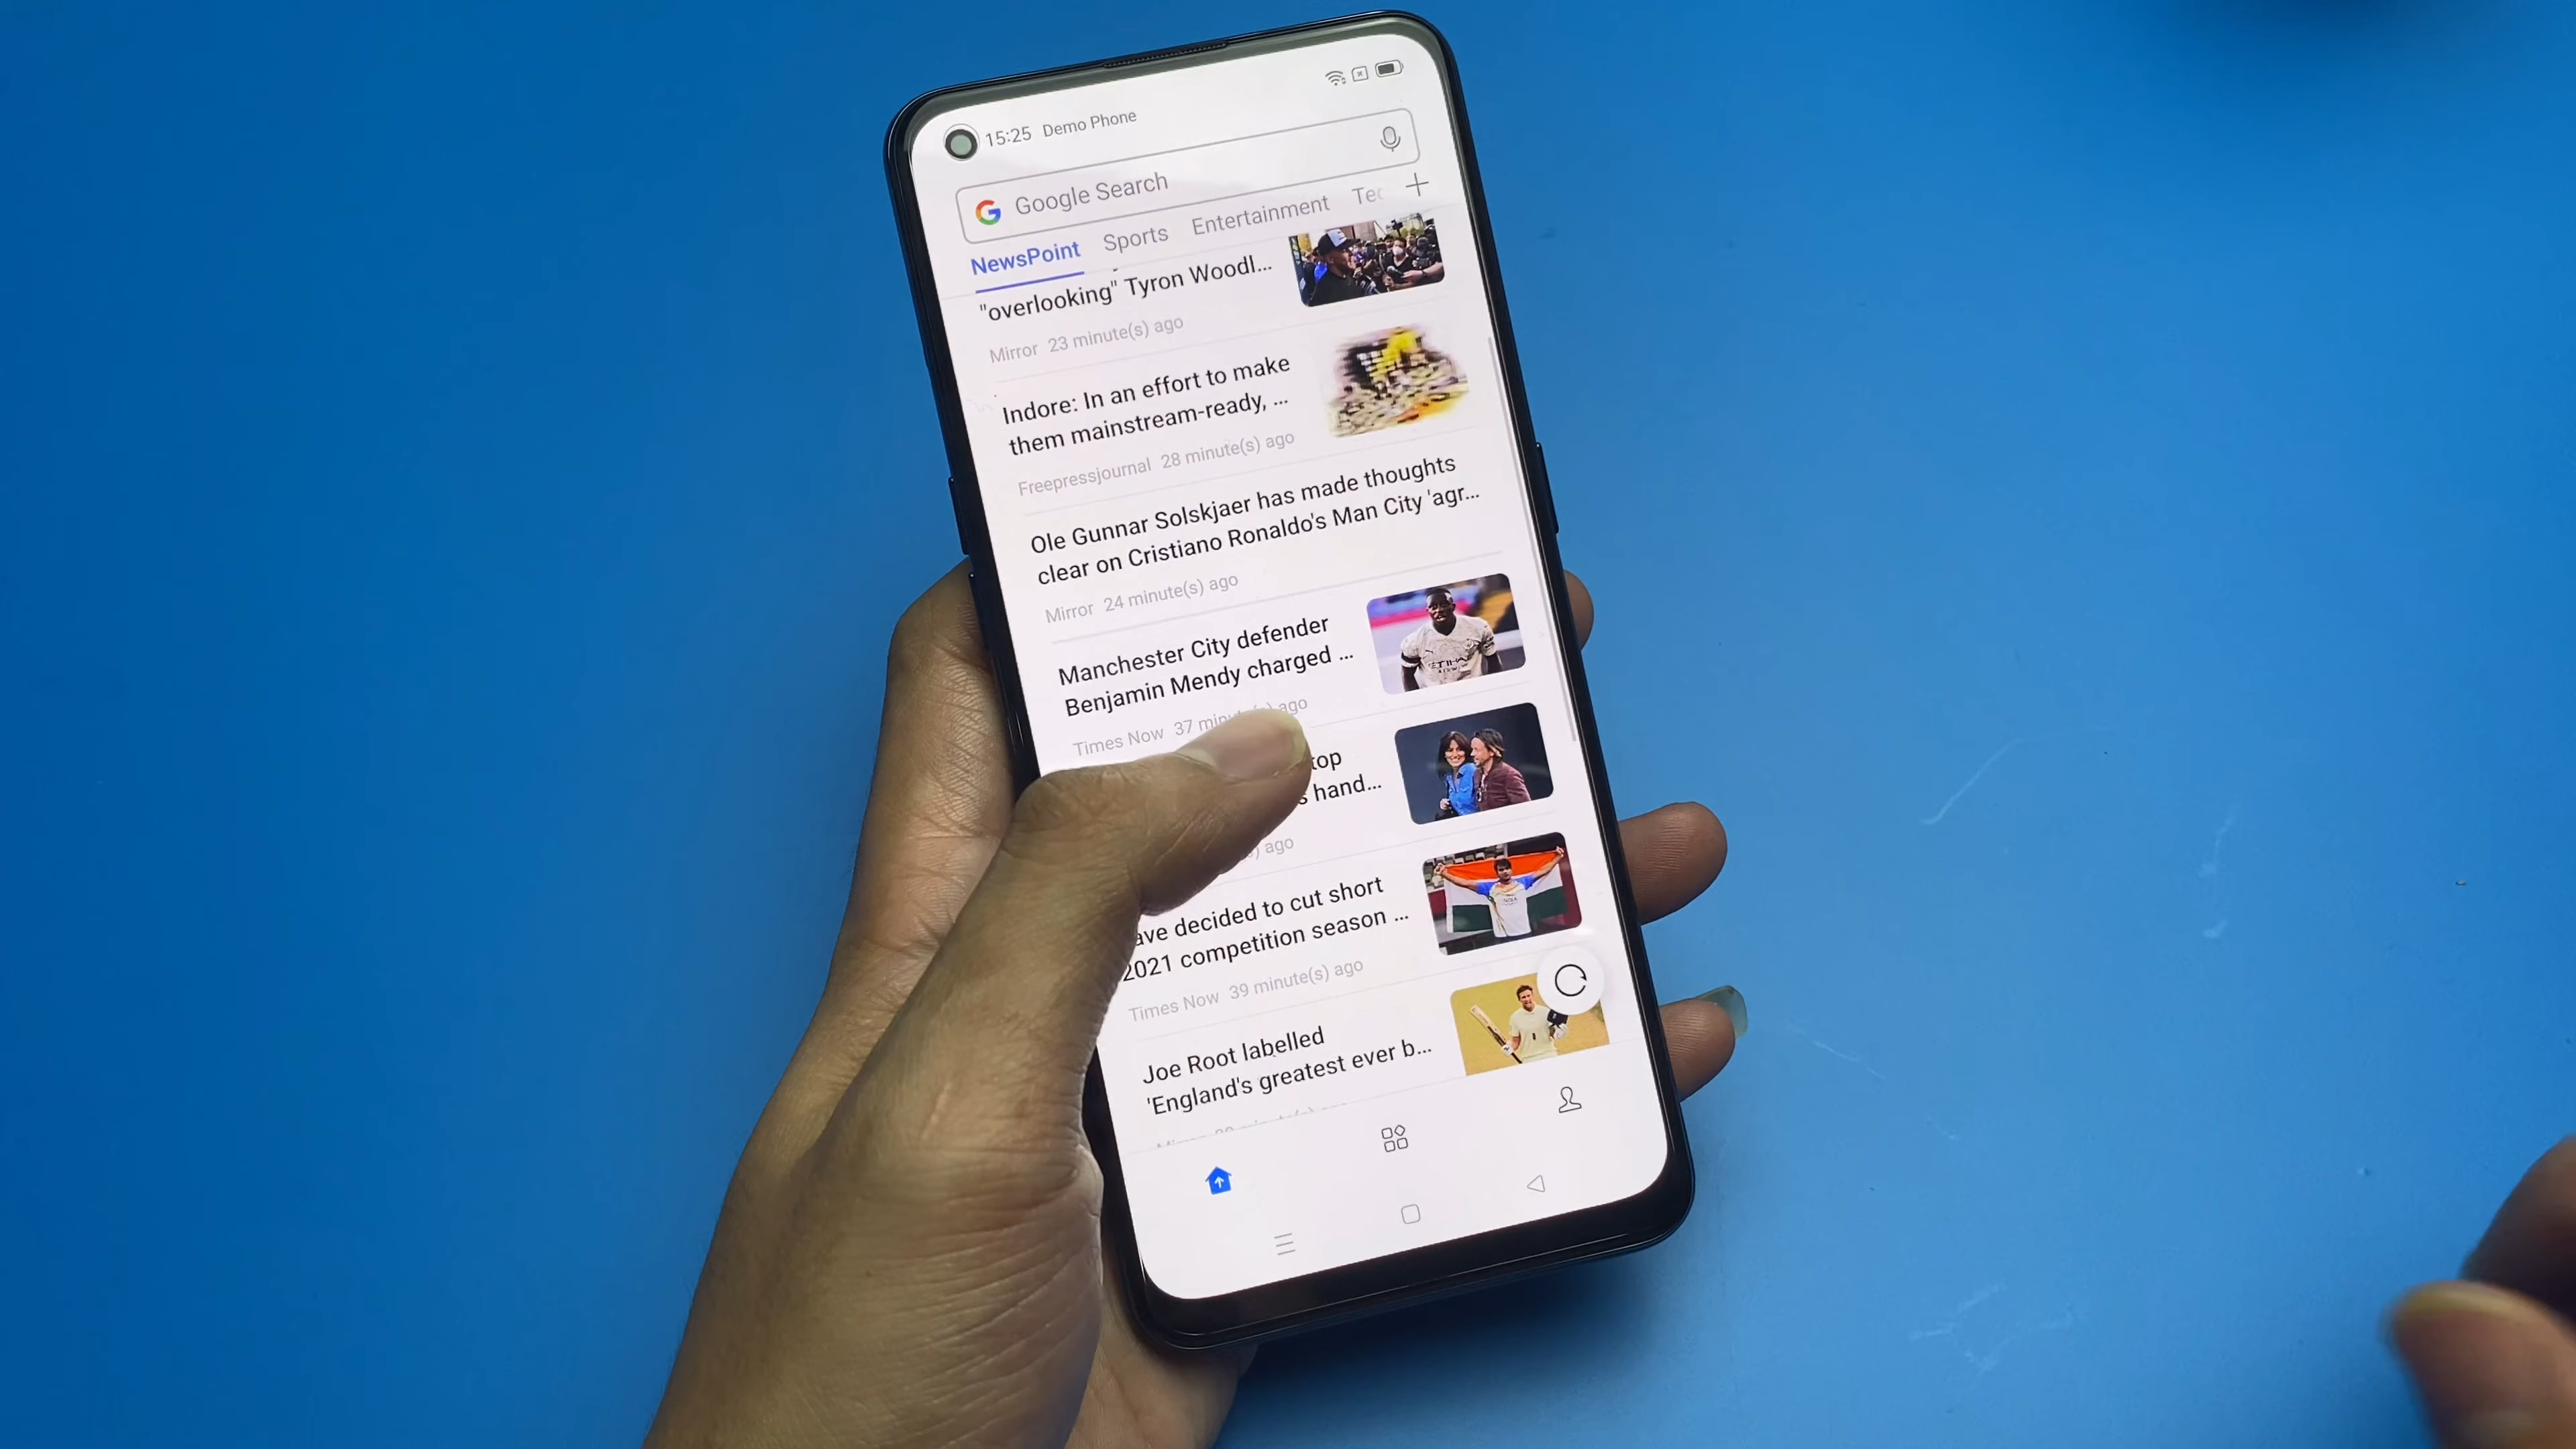 15:25 Demo Phone
Google Search
NewsPoint Sports Entertainment Tec
"overlooking" Tyron Woodl...
Mirror 23 minute(s) ago
Indore: In an effort to make
them mainstream-ready, ...
Freepressjournal 28 minute(s) ago
Ole Gunnar Solskjaer has made thoughts
clear on Cristiano Ronaldo's Man City 'agr...
Mirror 24 minute(s) ago
Manchester City defender
Benjamin Mendy charged ...
Times Now 37 ago
top
hand...
ago
ave decided to cut short
2021 competition season ...
Times Now 39 minute(s) ago
Joe Root labelled
'England's greatest ever b...